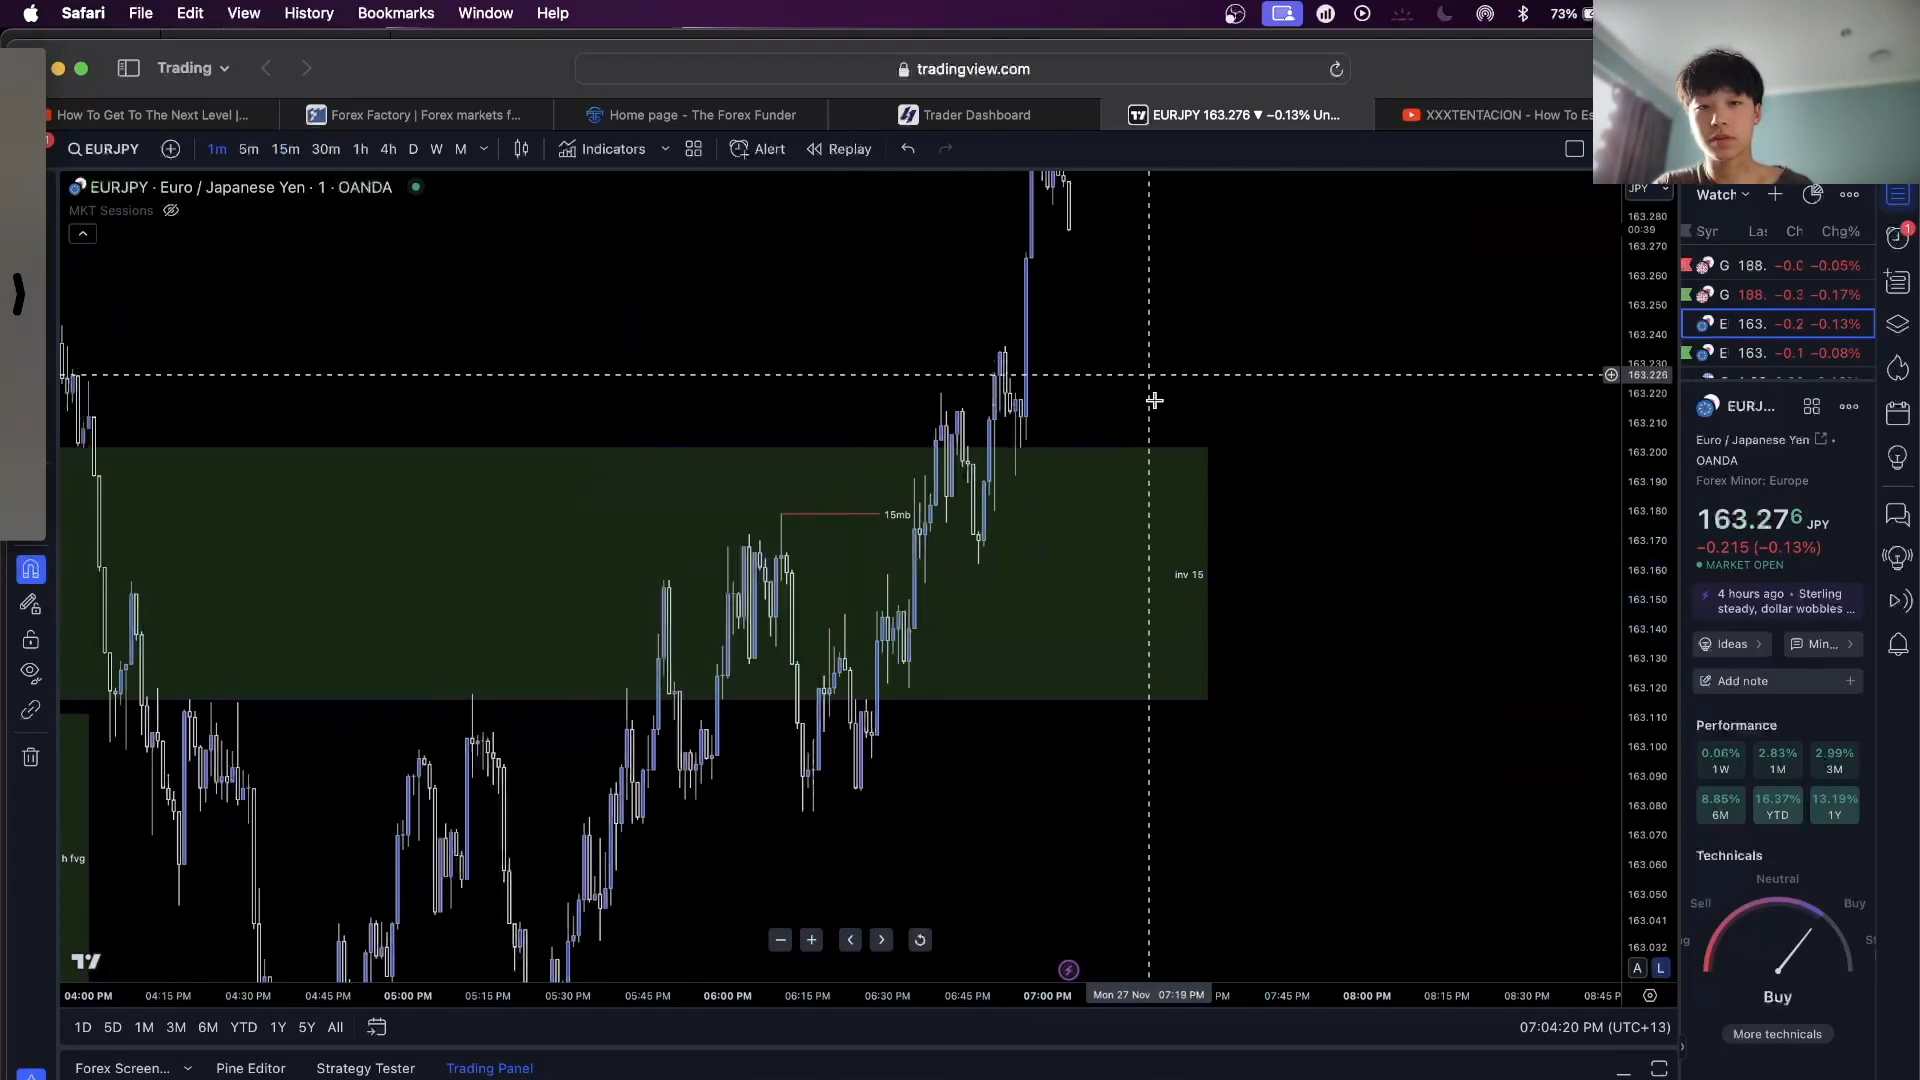 Safari File Edit View History Bookmarks Window Help 73%
Trading tradingview.com
How To Get To The Next Level |... Forex Factory | Forex markets f... Home page - The Forex Funder Trader Dashboard EURJPY 163.276 ▼ −0.13% Un... XXXTENTACION - How To Es
EURJPY 1m 5m 15m 30m 1h 4h D W M Indicators Alert Replay
EURJPY · Euro / Japanese Yen · 1 · OANDA
MKT Sessions
15mb
inv 15
h fvg
JPY
163.280
00:39
163.270
163.260
163.250
163.240
163.230
163.226
163.220
163.210
163.200
163.190
163.180
163.170
163.160
163.150
163.140
163.130
163.120
163.110
163.100
163.090
163.080
163.070
163.060
163.050
163.041
163.032
A L
04:00 PM 04:15 PM 04:30 PM 04:45 PM 05:00 PM 05:15 PM 05:30 PM 05:45 PM 06:00 PM 06:15 PM 06:30 PM 06:45 PM 07:00 PM Mon 27 Nov 07:19 PM PM 07:45 PM 08:00 PM 08:15 PM 08:30 PM 08:45 P
1D 5D 1M 3M 6M YTD 1Y 5Y All 07:04:20 PM (UTC+13)
Forex Screen... Pine Editor Strategy Tester Trading Panel
Watch
Syr La Ch Chg%
G 188. −0.0 −0.05%
G 188. −0.3 −0.17%
E 163. −0.2 −0.13%
E 163. −0.1 −0.08%
EURJ...
Euro / Japanese Yen
OANDA
Forex Minor: Europe
163.276 JPY
−0.215 (−0.13%)
MARKET OPEN
4 hours ago • Sterling
steady, dollar wobbles ...
Ideas Min...
Add note
Performance
0.06% 2.83% 2.99%
1W 1M 3M
8.85% 16.37% 13.19%
6M YTD 1Y
Technicals
Neutral
Sell Buy
Buy
More technicals